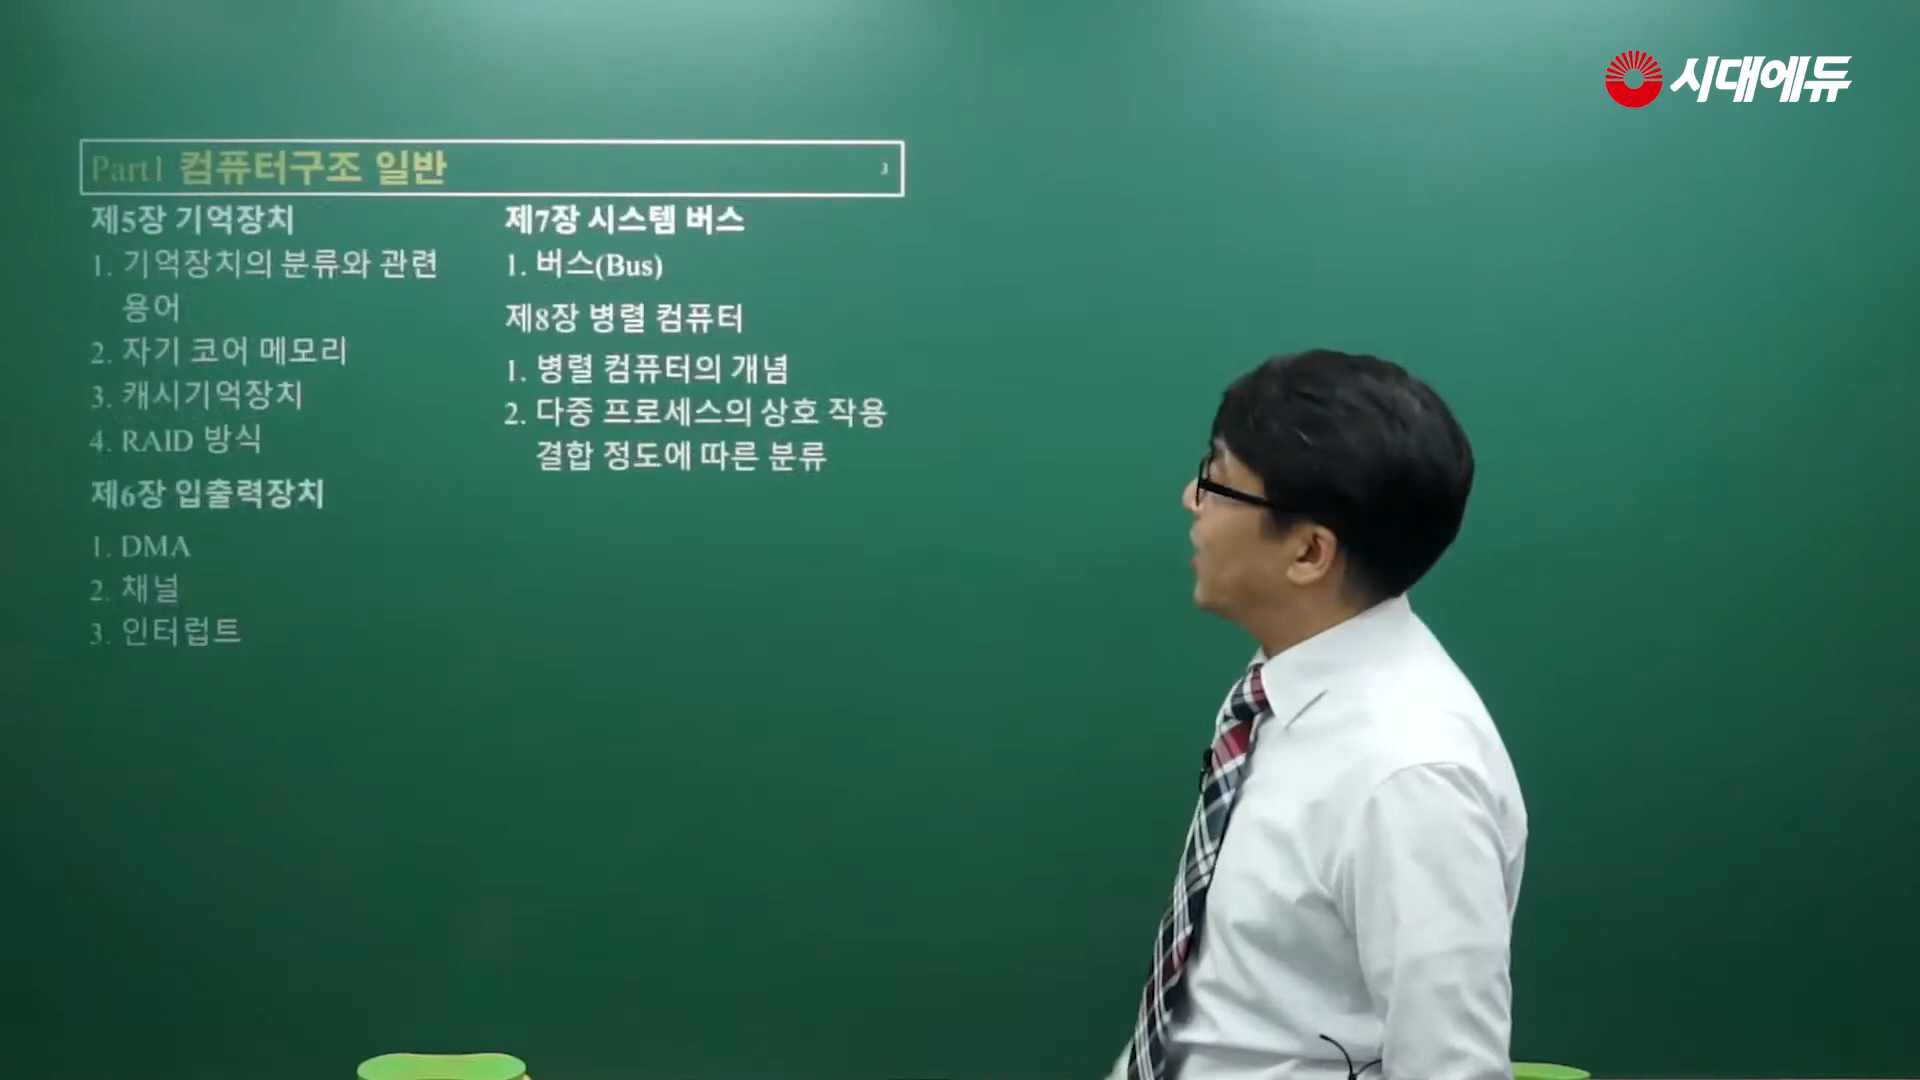 시대에듀
Part1 컴퓨터구조 일반
3
제5장 기억장치
1. 기억장치의 분류와 관련
용어
2. 자기 코어 메모리
3. 캐시기억장치
4. RAID 방식
제6장 입출력장치
1. DMA
2. 채널
3. 인터럽트
제7장 시스템 버스
1. 버스(Bus)
제8장 병렬 컴퓨터
1. 병렬 컴퓨터의 개념
2. 다중 프로세스의 상호 작용
결합 정도에 따른 분류